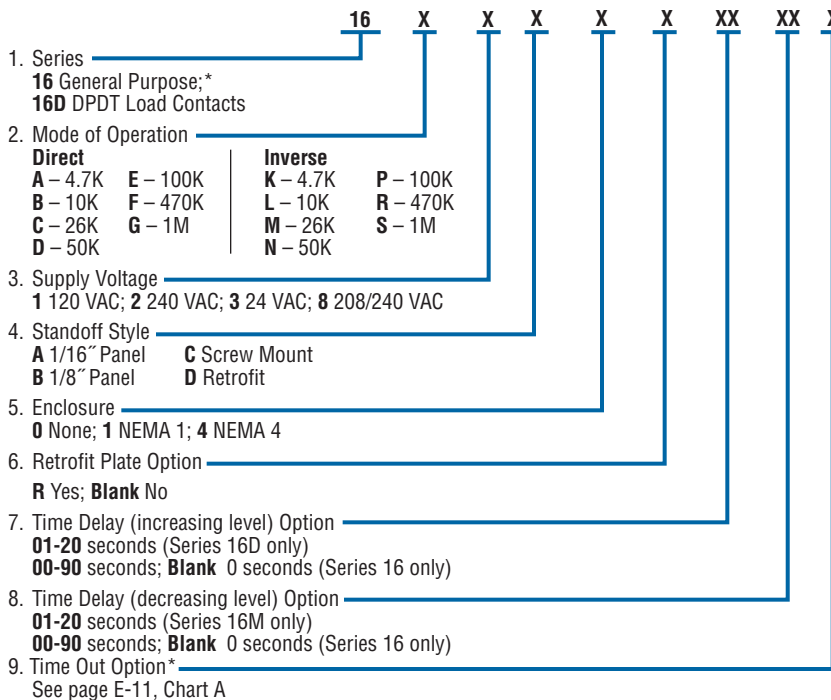 16 X X X X X XX XX X
1. Series
16 General Purpose;*
16D DPDT Load Contacts
2. Mode of Operation
Direct Inverse
A – 4.7K E – 100K K – 4.7K P – 100K
B – 10K F – 470K L – 10K R – 470K
C – 26K G – 1M M – 26K S – 1M
D – 50K N – 50K
3. Supply Voltage
1 120 VAC; 2 240 VAC; 3 24 VAC; 8 208/240 VAC
4. Standoff Style
A 1/16˝ Panel C Screw Mount
B 1/8˝ Panel D Retrofit
5. Enclosure
0 None; 1 NEMA 1; 4 NEMA 4
6. Retrofit Plate Option
R Yes; Blank No
7. Time Delay (increasing level) Option
01-20 seconds (Series 16D only)
00-90 seconds; Blank 0 seconds (Series 16 only)
8. Time Delay (decreasing level) Option
01-20 seconds (Series 16M only)
00-90 seconds; Blank 0 seconds (Series 16 only)
9. Time Out Option*
See page E-11, Chart A